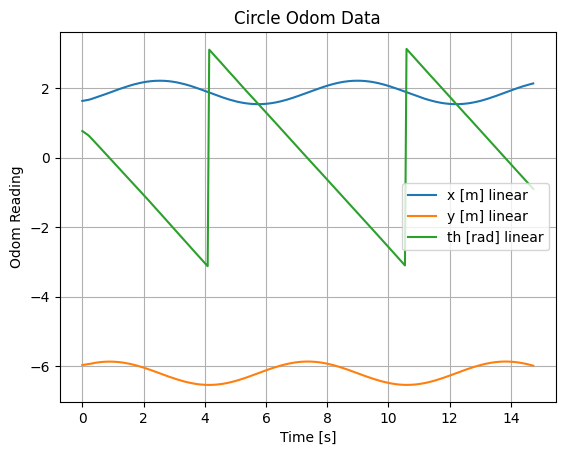 Circle Odom Data
Odom Reading
2
0
−2
−4
−6
x [m] linear
y [m] linear
th [rad] linear
0 2 4 6 8 10 12 14
Time [s]